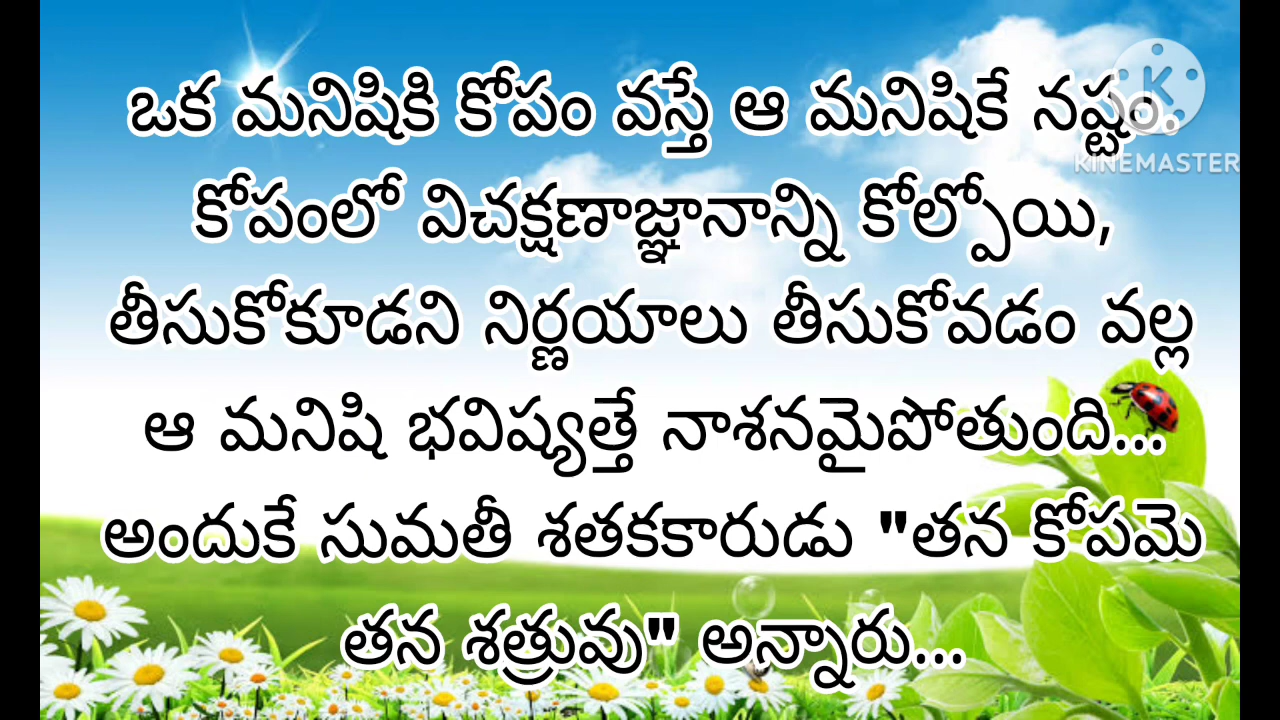 ఒక మనిషికి కోపం వస్తే ఆ మనిషికే నష్టం.
KINEMASTER
కోపంలో విచక్షణాజ్ఞానాన్ని కోల్పోయి,
తీసుకోకూడని నిర్ణయాలు తీసుకోవడం వల్ల
ఆ మనిషి భవిష్యత్తే నాశనమైపోతుంది...
అందుకే సుమతీ శతకకారుడు "తన కోపమె
తన శత్రువు" అన్నారు...